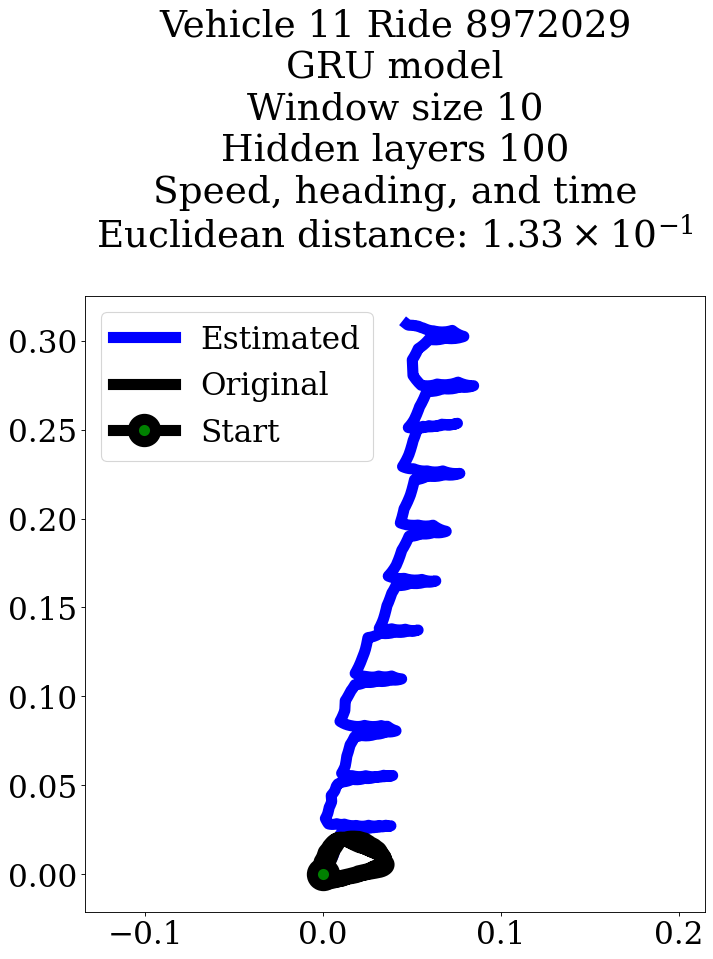 Vehicle 11 Ride 8972029
GRU model
Window size 10
Hidden layers 100
Speed, heading, and time
Euclidean distance: 1.33 × 10⁻¹
Estimated
Original
Start
0.30
0.25
0.20
0.15
0.10
0.05
0.00
−0.1
0.0
0.1
0.2